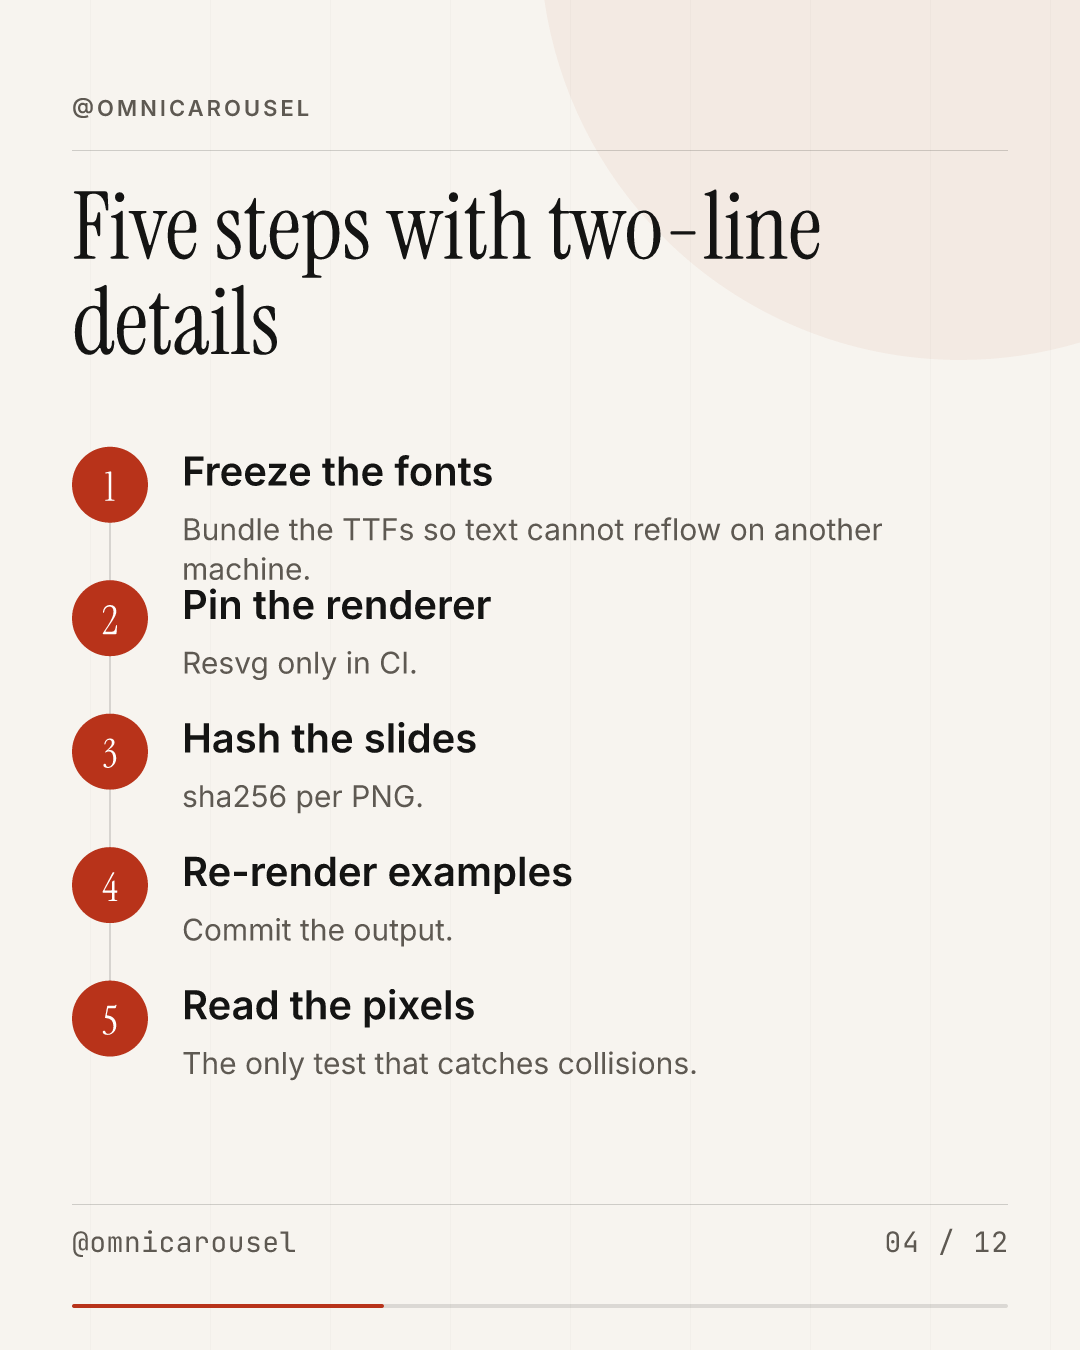 @OMNICAROUSEL
Five steps with two-line
details
1
Freeze the fonts
Bundle the TTFs so text cannot reflow on another
machine.
2
Pin the renderer
Resvg only in CI.
3
Hash the slides
sha256 per PNG.
4
Re-render examples
Commit the output.
5
Read the pixels
The only test that catches collisions.
@omnicarousel
04 / 12